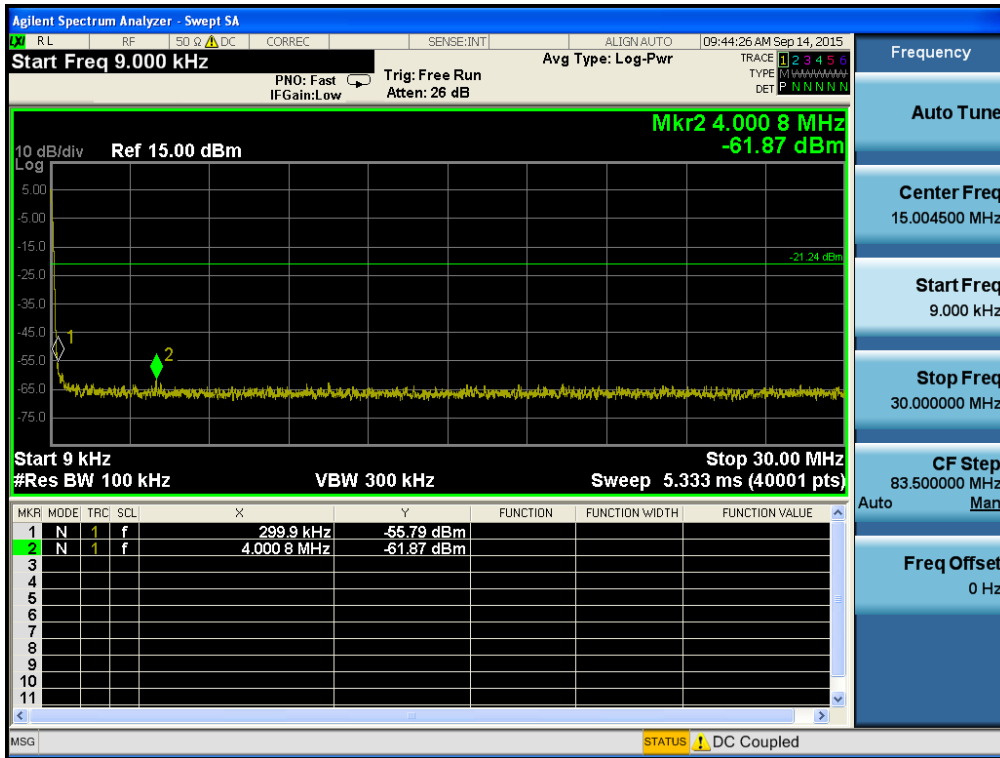 Agilent Spectrum Analyzer - Swept SA
LXI RL RF 50 Ω DC CORREC SENSE:INT ALIGN AUTO 09:44:26 AM Sep 14, 2015
Start Freq 9.000 kHz
PNO: Fast
IFGain:Low
Trig: Free Run
Atten: 26 dB
Avg Type: Log-Pwr
TRACE 1 2 3 4 5 6
TYPE M WWWWW
DET P N N N N N
Mkr2 4.000 8 MHz
-61.87 dBm
10 dB/div Ref 15.00 dBm
Log
5.00
-5.00
-15.0
-21.24 dBm
-25.0
-35.0
-45.0
1
2
-55.0
-65.0
-75.0
Start 9 kHz Stop 30.00 MHz
#Res BW 100 kHz VBW 300 kHz Sweep 5.333 ms (40001 pts)
MKR MODE TRC SCL X Y FUNCTION FUNCTION WIDTH FUNCTION VALUE
1 N 1 f 299.9 kHz -55.79 dBm
2 N 1 f 4.000 8 MHz -61.87 dBm
3
4
5
6
7
8
9
10
11
MSG STATUS DC Coupled
Frequency
Auto Tune
Center Freq
15.004500 MHz
Start Freq
9.000 kHz
Stop Freq
30.000000 MHz
CF Step
83.500000 MHz
Auto Man
Freq Offset
0 Hz